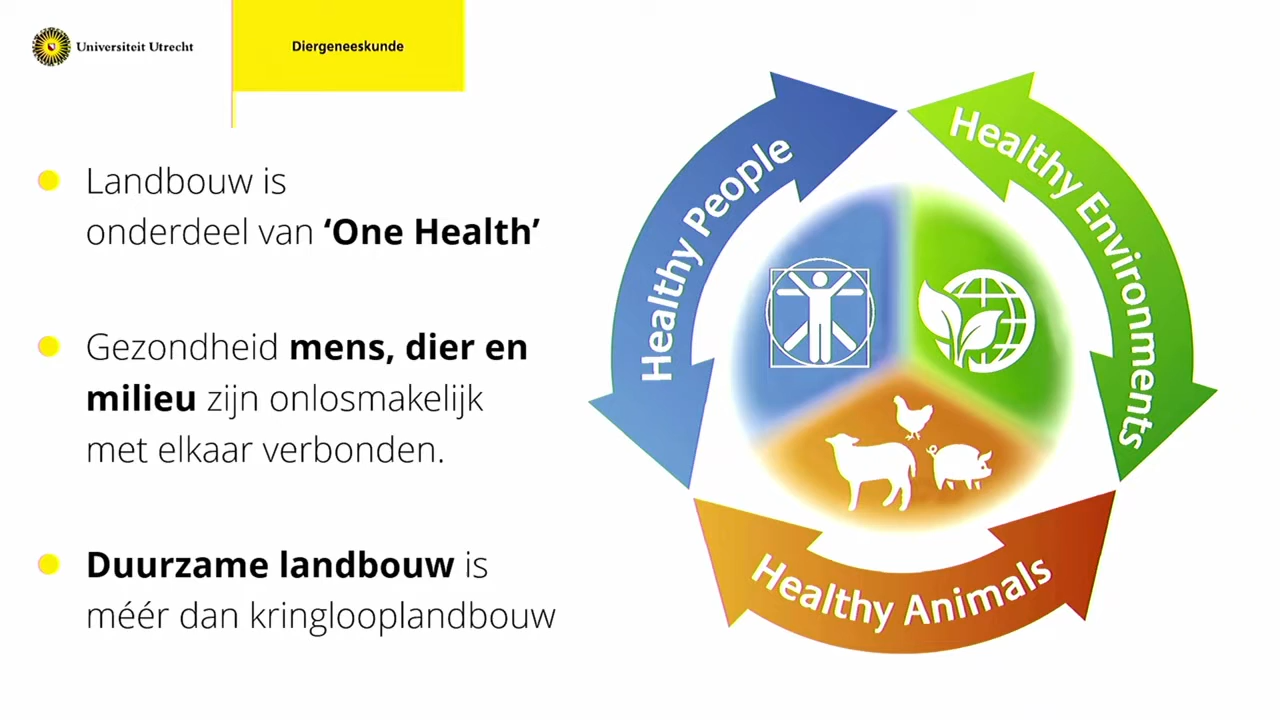 Universiteit Utrecht
Diergeneeskunde
Landbouw is
onderdeel van ‘One Health’
Gezondheid mens, dier en
milieu zijn onlosmakelijk
met elkaar verbonden.
Duurzame landbouw is
méér dan kringlooplandbouw
Healthy People
Healthy Environments
Healthy Animals